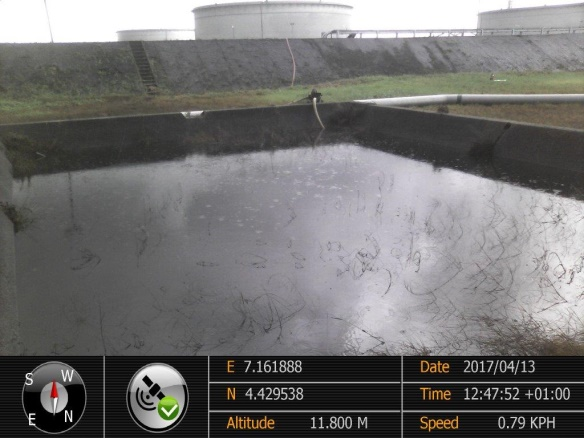 S W
E N
E 7.161888
N 4.429538
Altitude 11.800 M
Date 2017/04/13
Time 12:47:52 +01:00
Speed 0.79 KPH